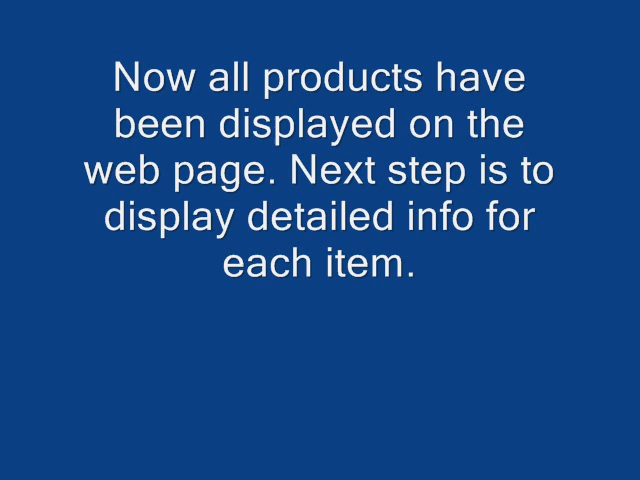 Now all products have
been displayed on the
web page. Next step is to
display detailed info for
each item.